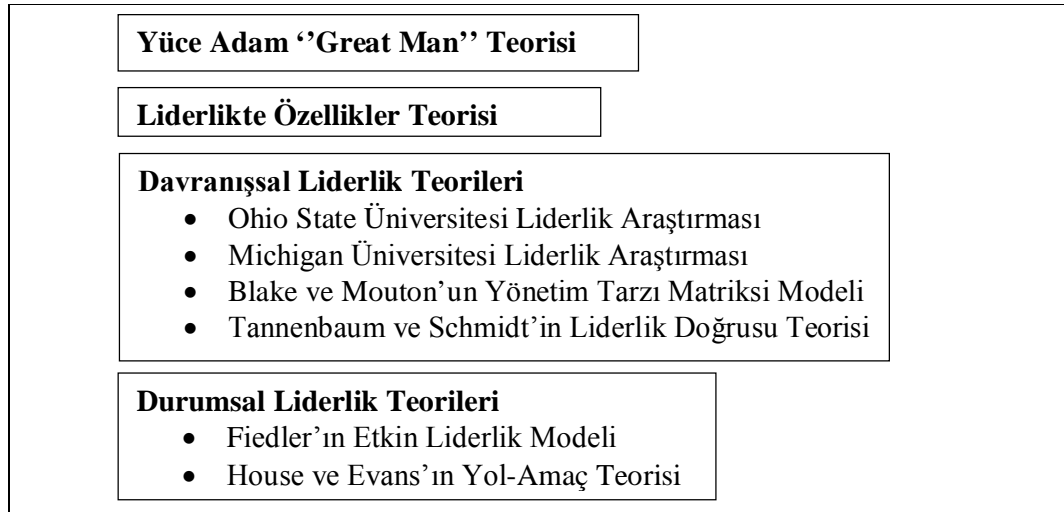 Yüce Adam ‘’Great Man’’ Teorisi
Liderlikte Özellikler Teorisi
Davranışsal Liderlik Teorileri
• Ohio State Üniversitesi Liderlik Araştırması
• Michigan Üniversitesi Liderlik Araştırması
• Blake ve Mouton’un Yönetim Tarzı Matriksi Modeli
• Tannenbaum ve Schmidt’in Liderlik Doğrusu Teorisi
Durumsal Liderlik Teorileri
• Fiedler’ın Etkin Liderlik Modeli
• House ve Evans’ın Yol-Amaç Teorisi